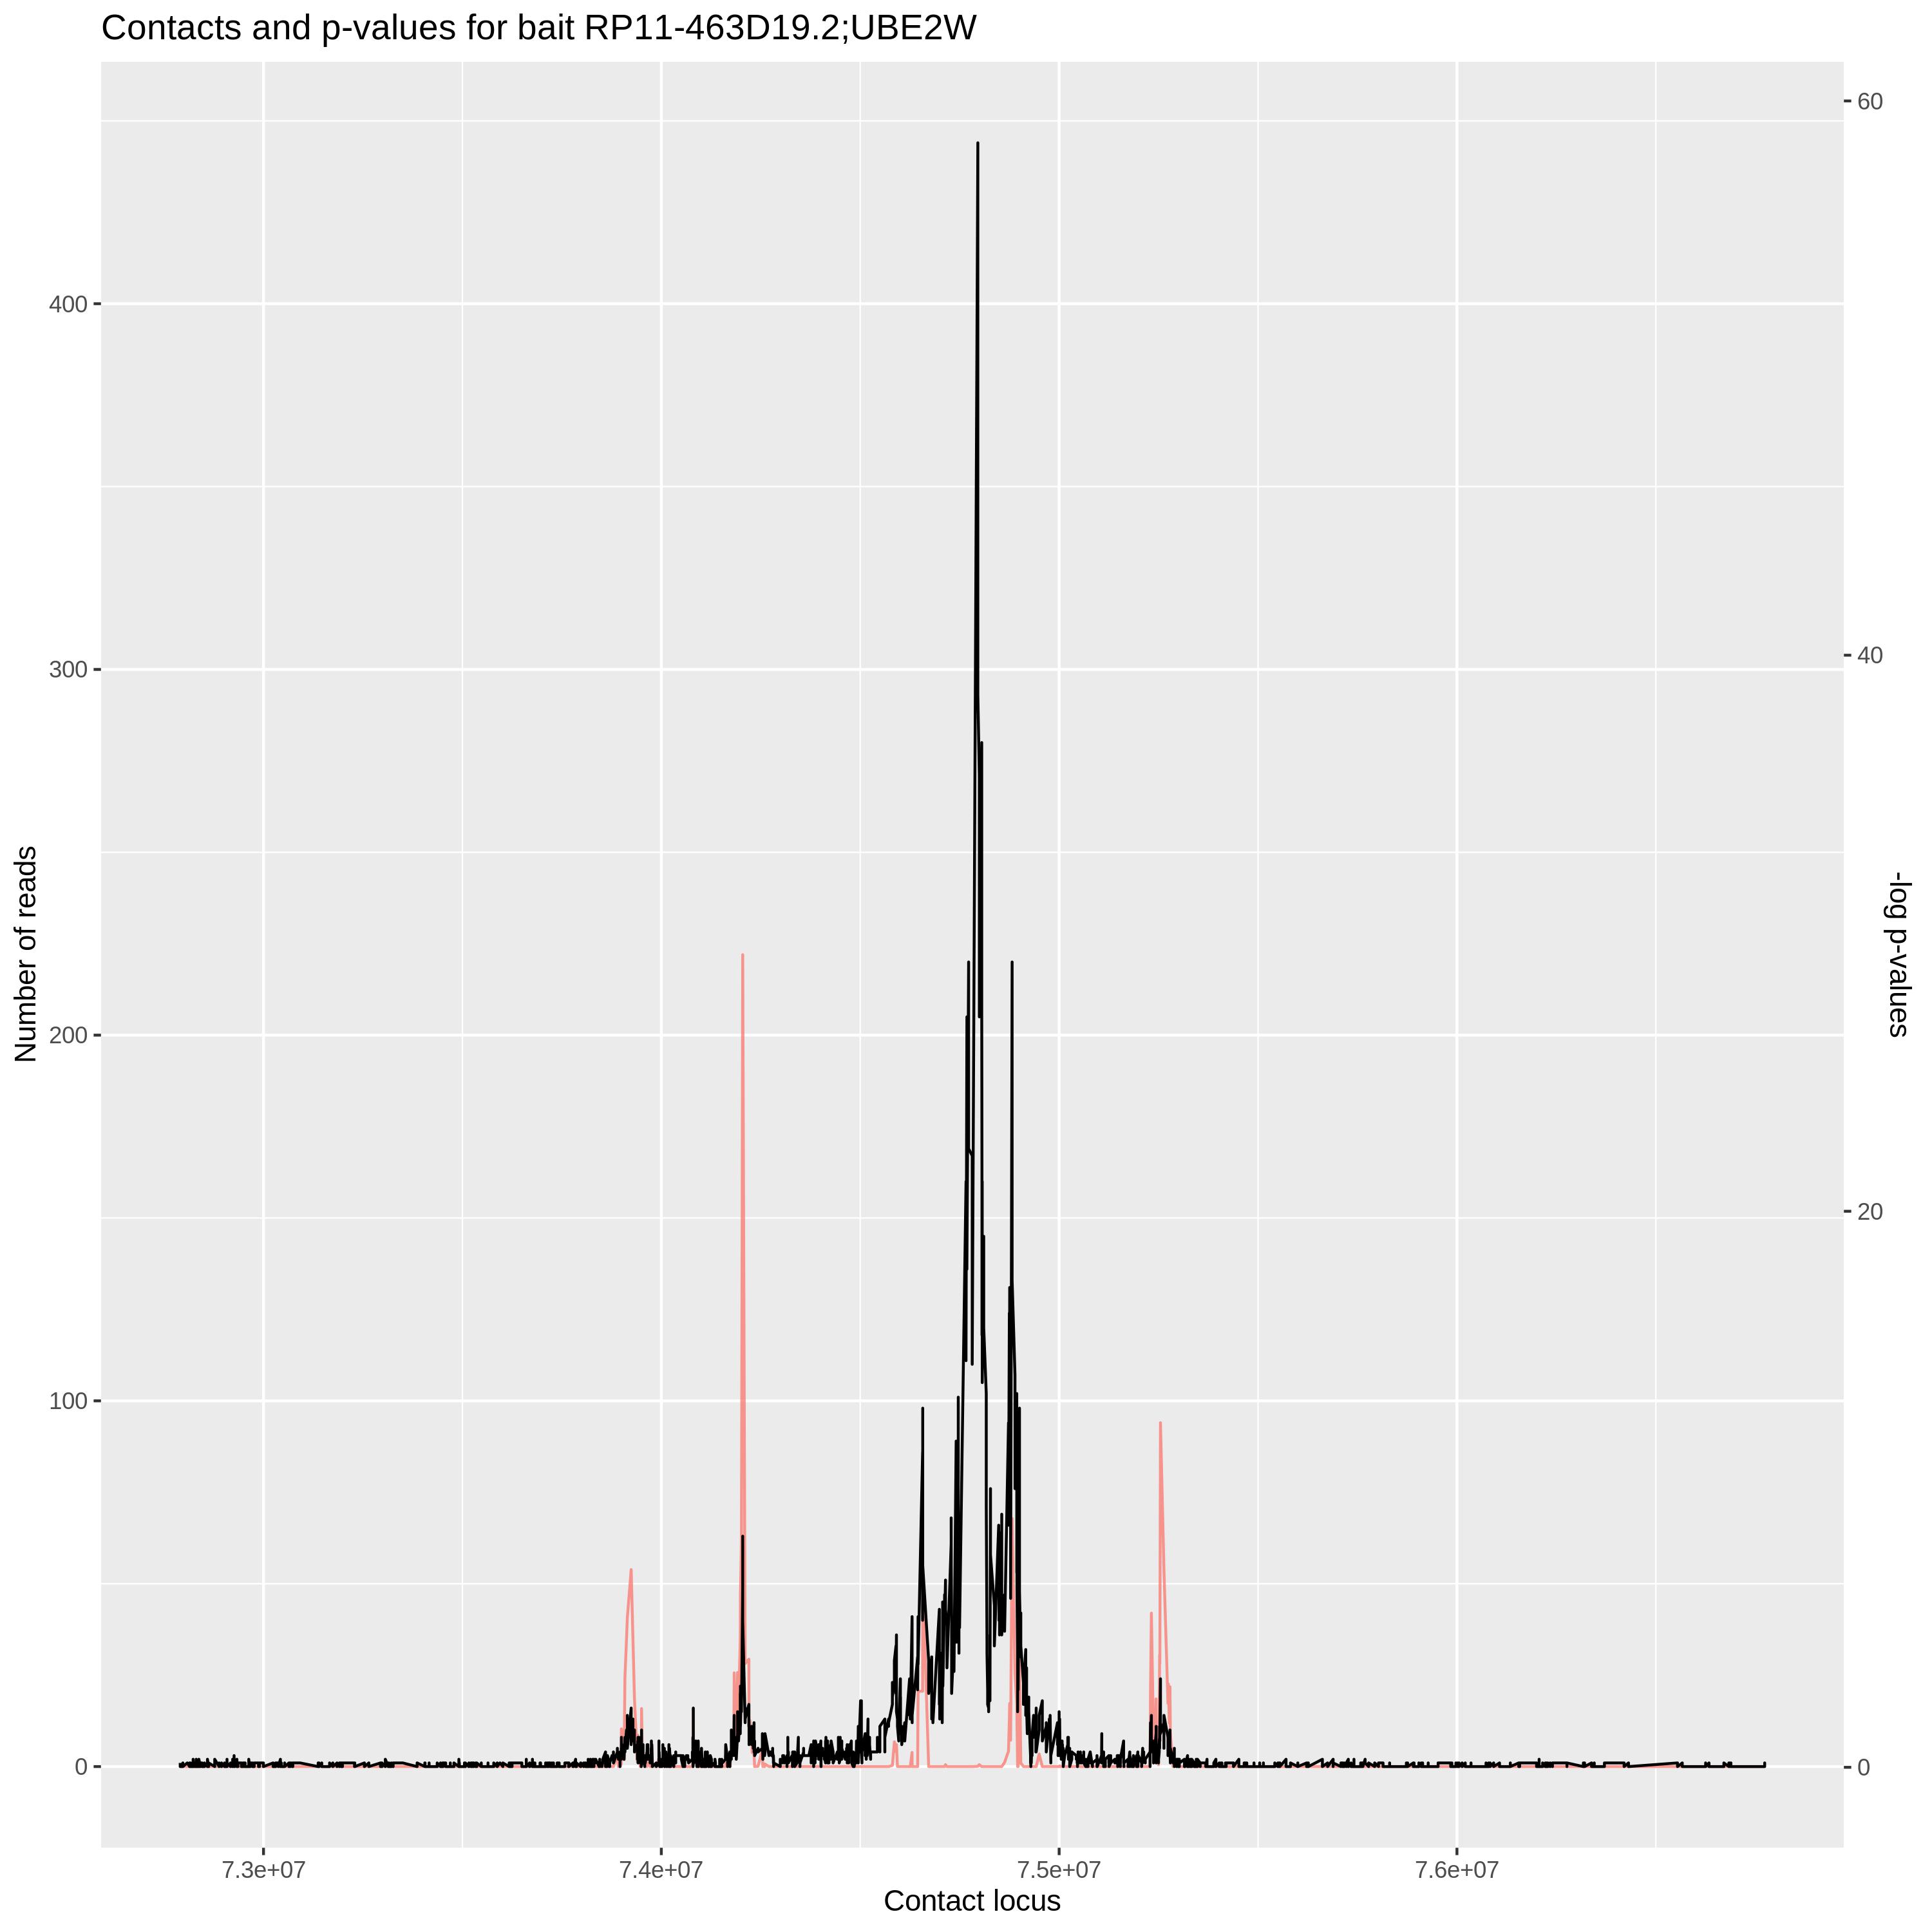 Contacts and p-values for bait RP11-463D19.2;UBE2W
60
400
300
40
Number of reads
-log p-values
200
20
100
0
0
7.3e+07
7.4e+07
7.5e+07
7.6e+07
Contact locus